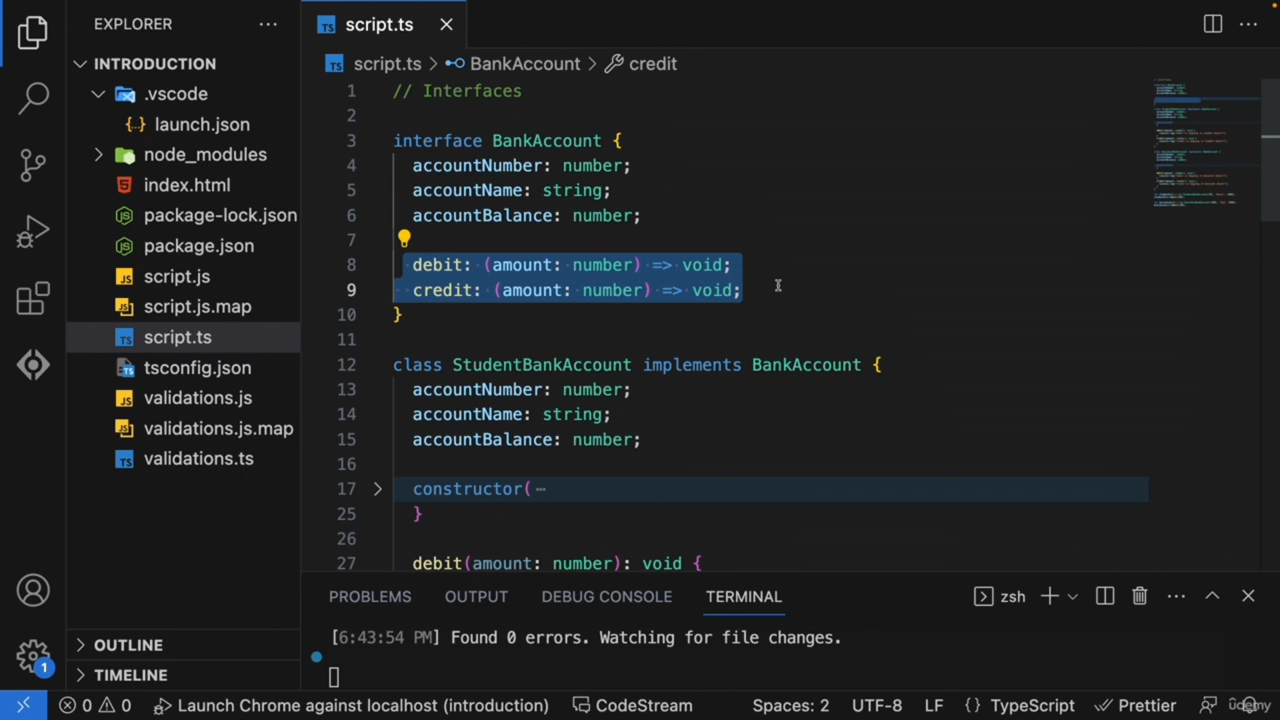 EXPLORER
script.ts
INTRODUCTION
.vscode
launch.json
node_modules
index.html
package-lock.json
package.json
script.js
script.js.map
script.ts
tsconfig.json
validations.js
validations.js.map
validations.ts
OUTLINE
TIMELINE
script.ts > BankAccount > credit
1 // Interfaces
2
3 interface BankAccount {
4 accountNumber: number;
5 accountName: string;
6 accountBalance: number;
7
8 debit: (amount: number) => void;
9 credit: (amount: number) => void;
10 }
11
12 class StudentBankAccount implements BankAccount {
13 accountNumber: number;
14 accountName: string;
15 accountBalance: number;
16
17 constructor( ⋯
25 }
26
27 debit(amount: number): void {
PROBLEMS OUTPUT DEBUG CONSOLE TERMINAL zsh
[6:43:54 PM] Found 0 errors. Watching for file changes.
1
0 0 Launch Chrome against localhost (introduction) CodeStream Spaces: 2 UTF-8 LF {} TypeScript Prettier
ûdemy